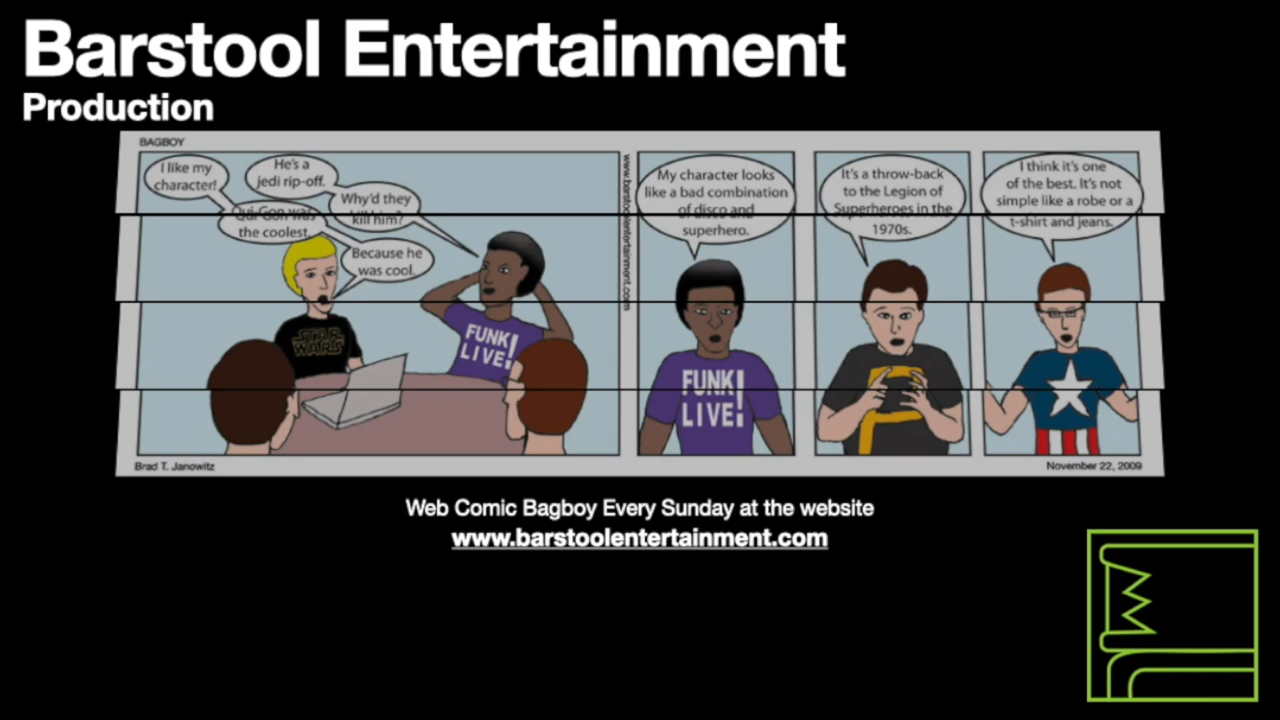 Barstool Entertainment
Production
BAGBOY
I like my
character!
He's a
jedi rip-off.
Qui-Gon was
the coolest.
Why'd they
kill him?
Because he
was cool.
STAR
WARS
FUNK
LIVE!
www.barstoolentertainment.com
My character looks
like a bad combination
of disco and
superhero.
FUNK
LIVE!
It's a throw-back
to the Legion of
Superheroes in the
1970s.
I think it's one
of the best. It's not
simple like a robe or a
t-shirt and jeans.
Brad T. Janowitz
November 22, 2009
Web Comic Bagboy Every Sunday at the website
www.barstoolentertainment.com